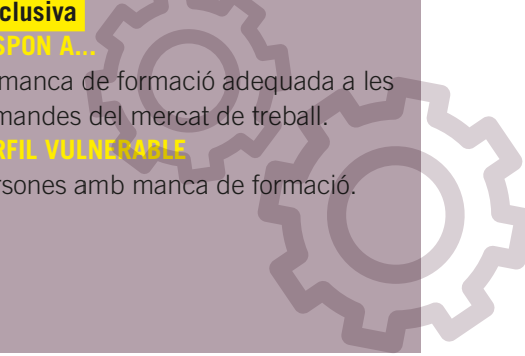 clusiva
SPON A...
manca de formació adequada a les
mandes del mercat de treball.
RFIL VULNERABLE
rsones amb manca de formació.